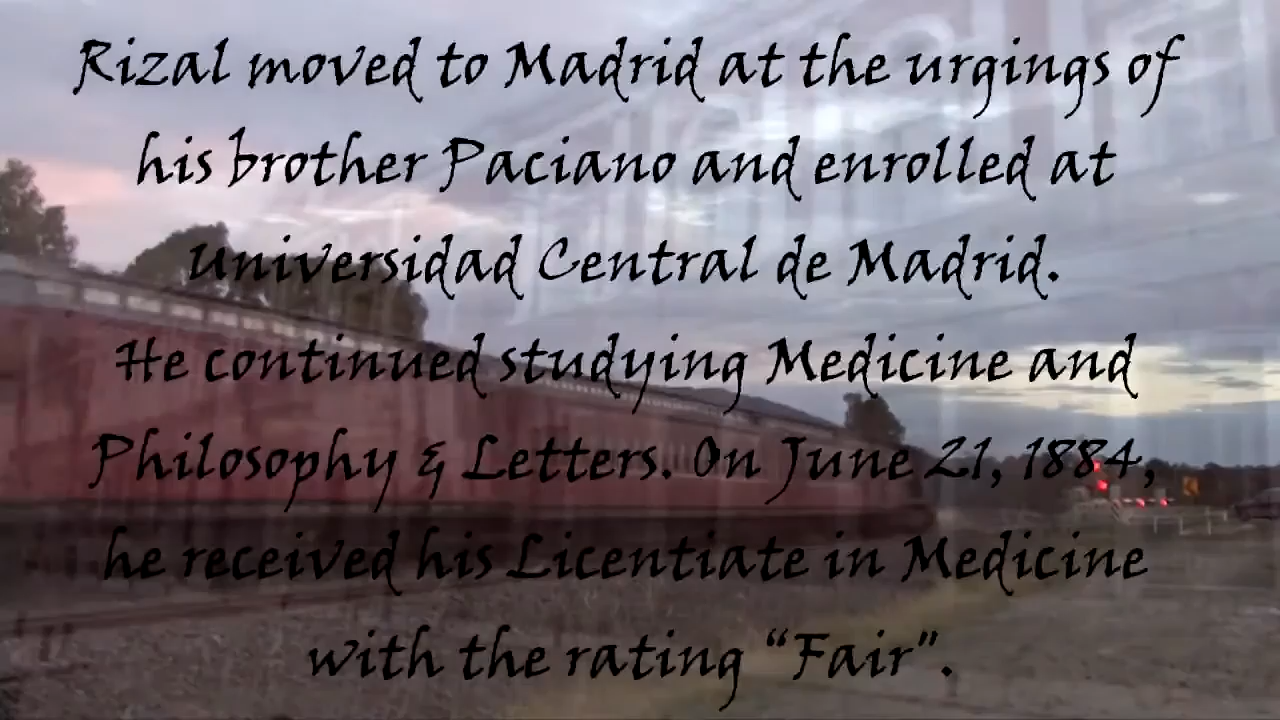 Rizal moved to Madrid at the urgings of
his brother Paciano and enrolled at
Universidad Central de Madrid.
He continued studying Medicine and
Philosophy & Letters. On June 21, 1884,
he received his Licentiate in Medicine
with the rating “Fair”.